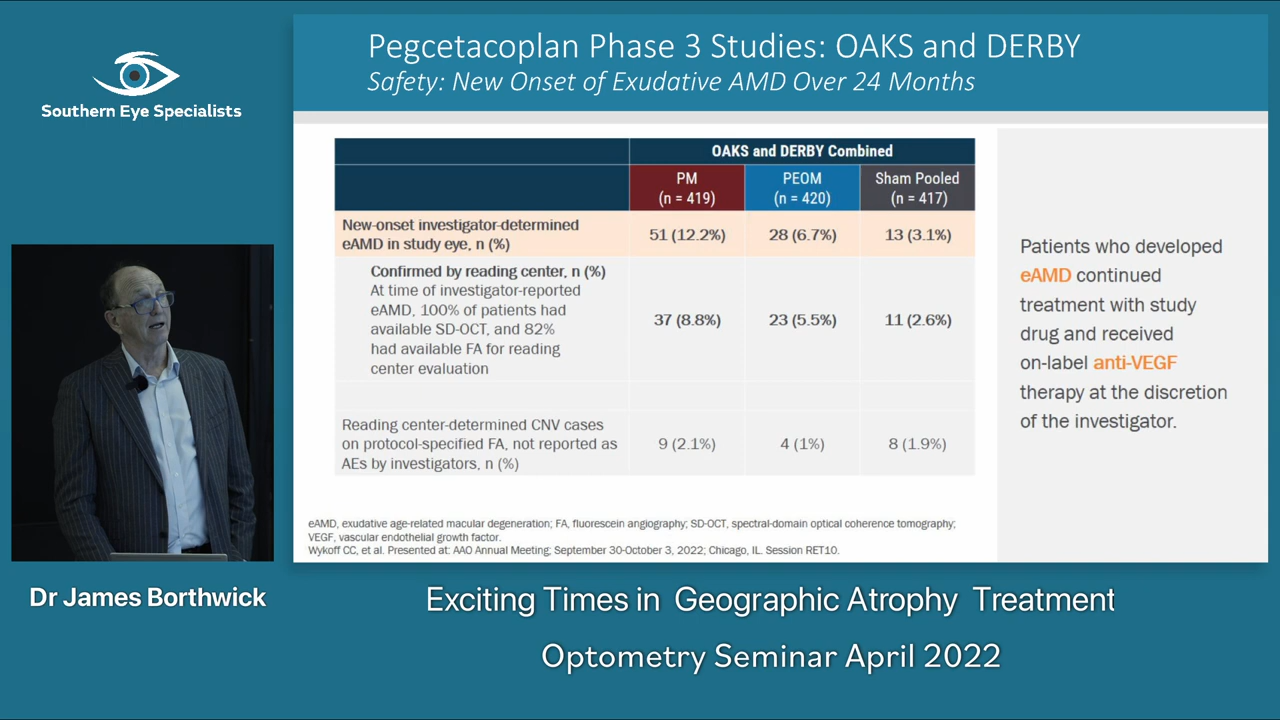 Southern Eye Specialists
Pegcetacoplan Phase 3 Studies: OAKS and DERBY
Safety: New Onset of Exudative AMD Over 24 Months
OAKS and DERBY Combined
PM
(n = 419)
PEOM
(n = 420)
Sham Pooled
(n = 417)
New-onset investigator-determined
eAMD in study eye, n (%)
51 (12.2%)
28 (6.7%)
13 (3.1%)
Confirmed by reading center, n (%)
At time of investigator-reported
eAMD, 100% of patients had
available SD-OCT, and 82%
had available FA for reading
center evaluation
37 (8.8%)
23 (5.5%)
11 (2.6%)
Reading center-determined CNV cases
on protocol-specified FA, not reported as
AEs by investigators, n (%)
9 (2.1%)
4 (1%)
8 (1.9%)
Patients who developed
eAMD continued
treatment with study
drug and received
on-label anti-VEGF
therapy at the discretion
of the investigator.
eAMD, exudative age-related macular degeneration; FA, fluorescein angiography; SD-OCT, spectral-domain optical coherence tomography;
VEGF, vascular endothelial growth factor.
Wykoff CC, et al. Presented at: AAO Annual Meeting; September 30-October 3, 2022; Chicago, IL. Session RET10.
Dr James Borthwick
Exciting Times in Geographic Atrophy Treatment
Optometry Seminar April 2022